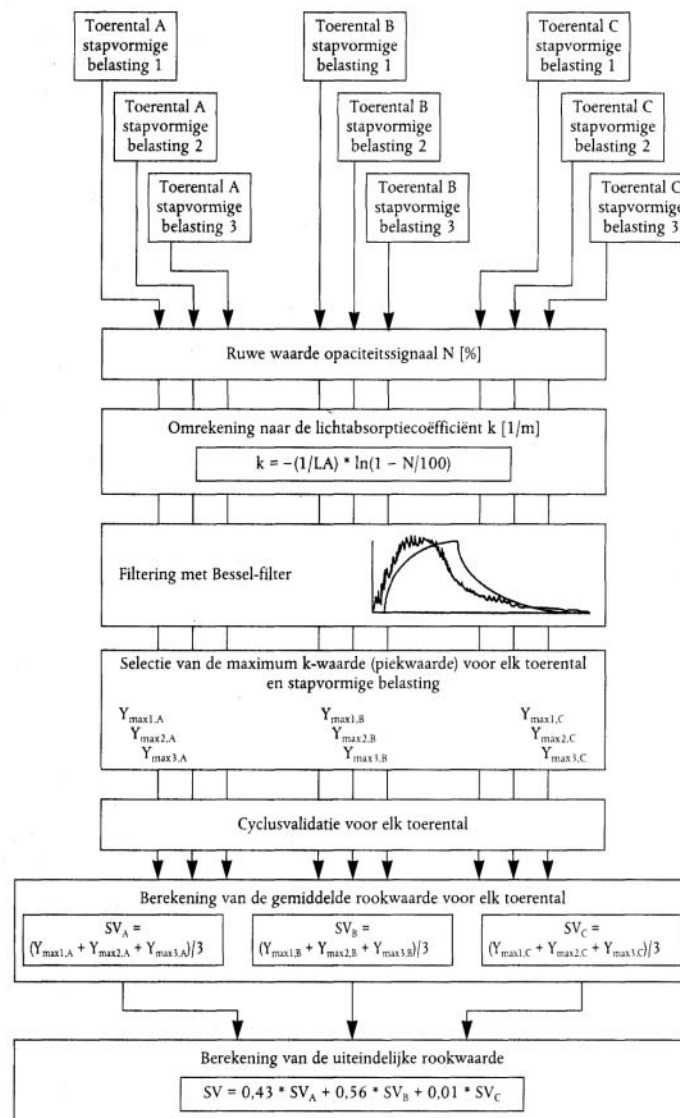 Toerental A
stapvormige
belasting 1
Toerental B
stapvormige
belasting 1
Toerental C
stapvormige
belasting 1
Toerental A
stapvormige
belasting 2
Toerental B
stapvormige
belasting 2
Toerental C
stapvormige
belasting 2
Toerental A
stapvormige
belasting 3
Toerental B
stapvormige
belasting 3
Toerental C
stapvormige
belasting 3
Ruwe waarde opaciteitssignaal N [%]
Omrekening naar de lichtabsorptiecoëfficiënt k [1/m]
k = −(1/LA) * ln(1 − N/100)
Filtering met Bessel-filter
Selectie van de maximum k-waarde (piekwaarde) voor elk toerental
en stapvormige belasting
Ymax1,A Ymax1,B Ymax1,C
Ymax2,A Ymax2,B Ymax2,C
Ymax3,A Ymax3,B Ymax3,C
Cyclusvalidatie voor elk toerental
Berekening van de gemiddelde rookwaarde voor elk toerental
SVA =
(Ymax1,A + Ymax2,A + Ymax3,A)/3
SVB =
(Ymax1,B + Ymax2,B + Ymax3,B)/3
SVC =
(Ymax1,C + Ymax2,C + Ymax3,C)/3
Berekening van de uiteindelijke rookwaarde
SV = 0,43 * SVA + 0,56 * SVB + 0,01 * SVC